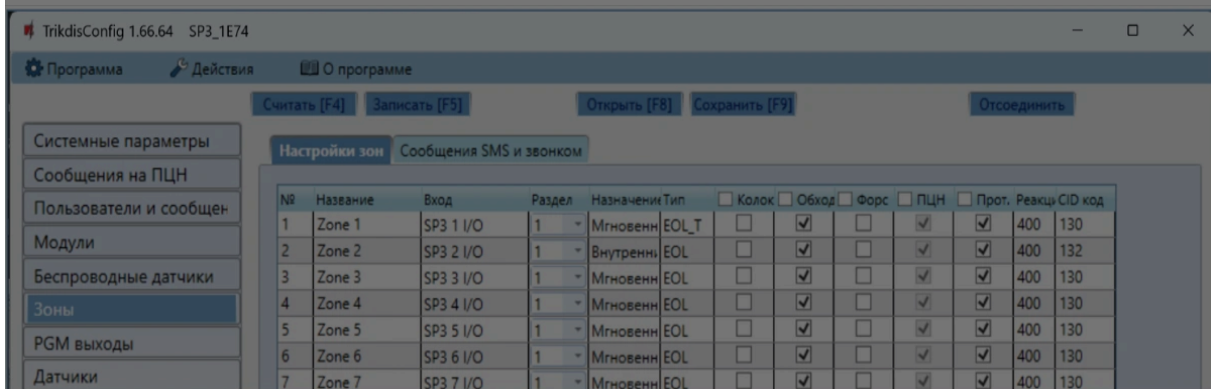 TrikdisConfig 1.66.64 SP3_1E74
Программа Действия О программе
Считать [F4] Записать [F5] Открыть [F8] Сохранить [F9] Отсоединить
Системные параметры
Сообщения на ПЦН
Пользователи и сообщен
Модули
Беспроводные датчики
Зоны
PGM выходы
Датчики
Настройки зон Сообщения SMS и звонком
№ Название Вход Раздел Назначение Тип Колок Обход Форс ПЦН Прот. Реакци CID код
1 Zone 1 SP3 1 I/O 1 Мгновенн EOL_T 400 130
2 Zone 2 SP3 2 I/O 1 Внутренн EOL 400 132
3 Zone 3 SP3 3 I/O 1 Мгновенн EOL 400 130
4 Zone 4 SP3 4 I/O 1 Мгновенн EOL 400 130
5 Zone 5 SP3 5 I/O 1 Мгновенн EOL 400 130
6 Zone 6 SP3 6 I/O 1 Мгновенн EOL 400 130
7 Zone 7 SP3 7 I/O 1 Мгновенн EOL 400 130